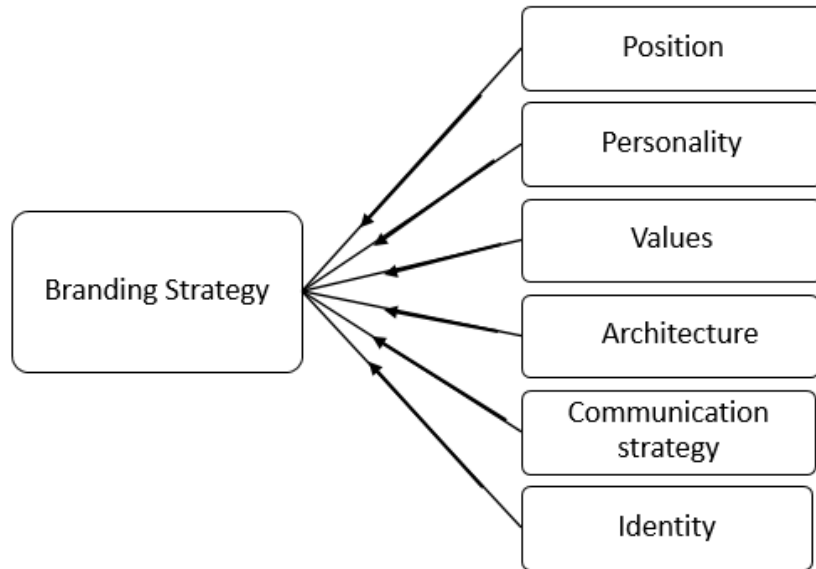 Position
Personality
Values
Branding Strategy
Architecture
Communication
strategy
Identity